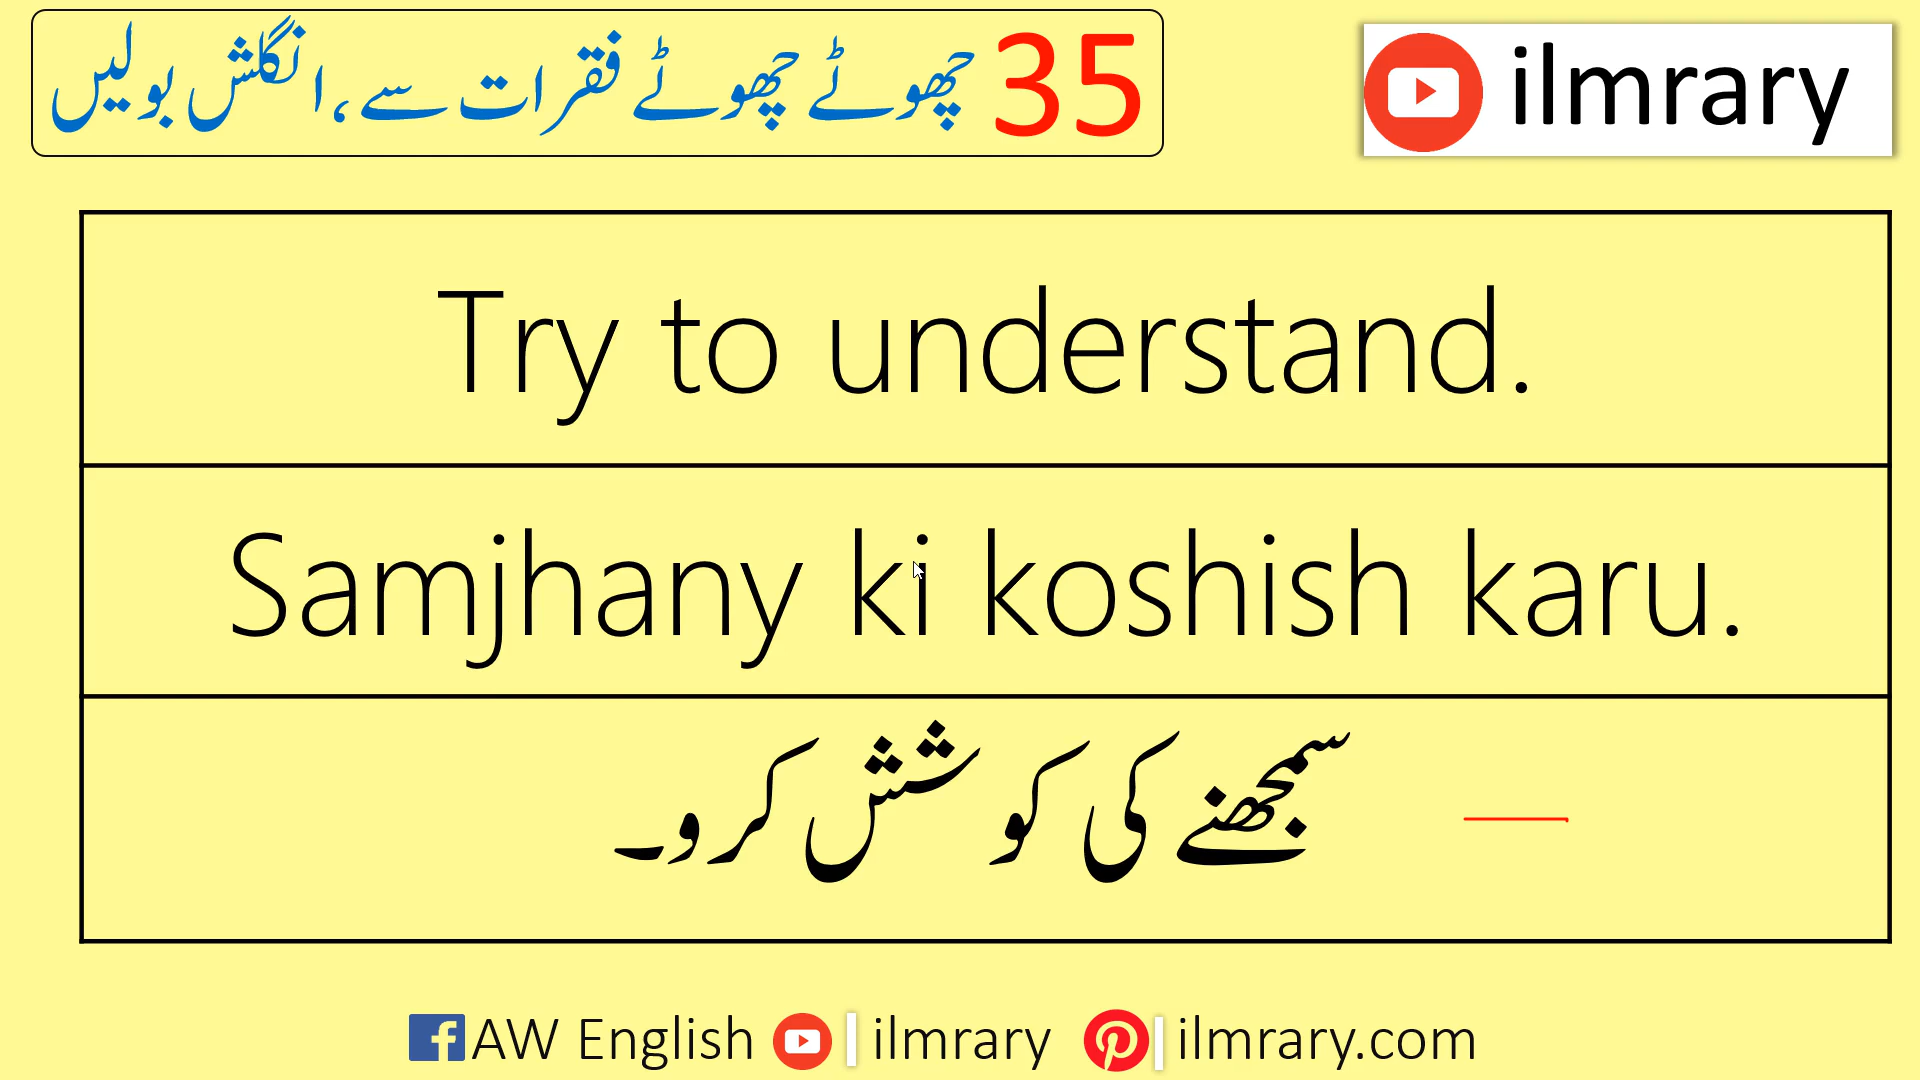 35 چھوٹے چھوٹے فقرات سے، انگلش بولیں
ilmrary
Try to understand.
Samjhany ki koshish karu.
سمجھنے کی کوشش کرو۔
AW English | ilmrary | ilmrary.com